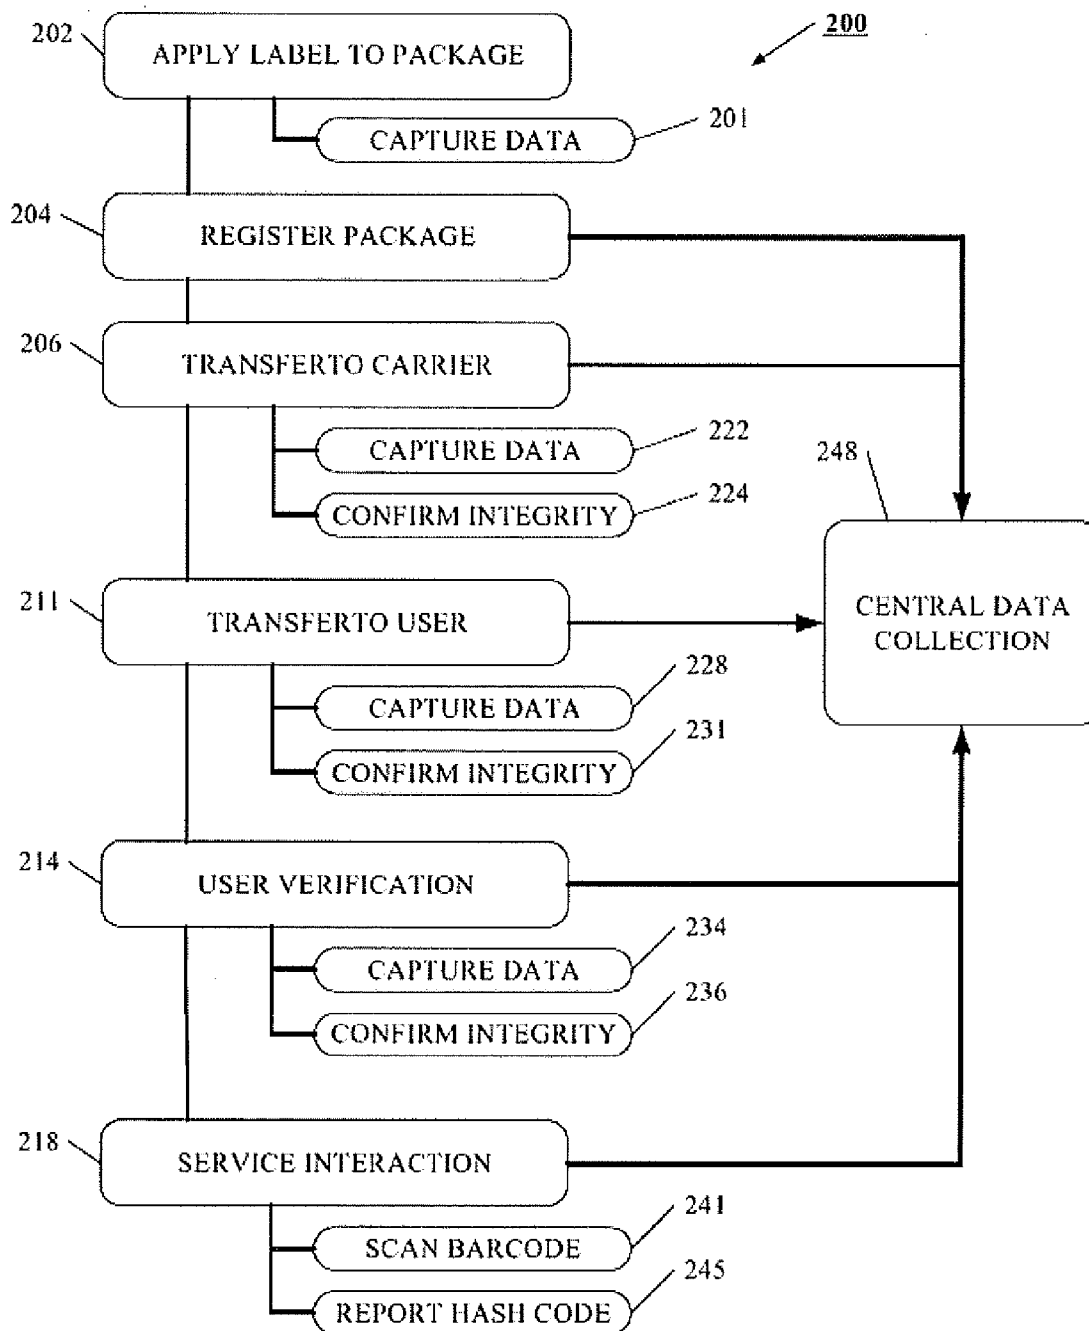 202
APPLY LABEL TO PACKAGE
200
CAPTURE DATA
201
204
REGISTER PACKAGE
206
TRANSFERTO CARRIER
CAPTURE DATA
222
248
CONFIRM INTEGRITY
224
211
TRANSFERTO USER
CENTRAL DATA
COLLECTION
CAPTURE DATA
228
CONFIRM INTEGRITY
231
214
USER VERIFICATION
CAPTURE DATA
234
CONFIRM INTEGRITY
236
218
SERVICE INTERACTION
SCAN BARCODE
241
REPORT HASH CODE
245